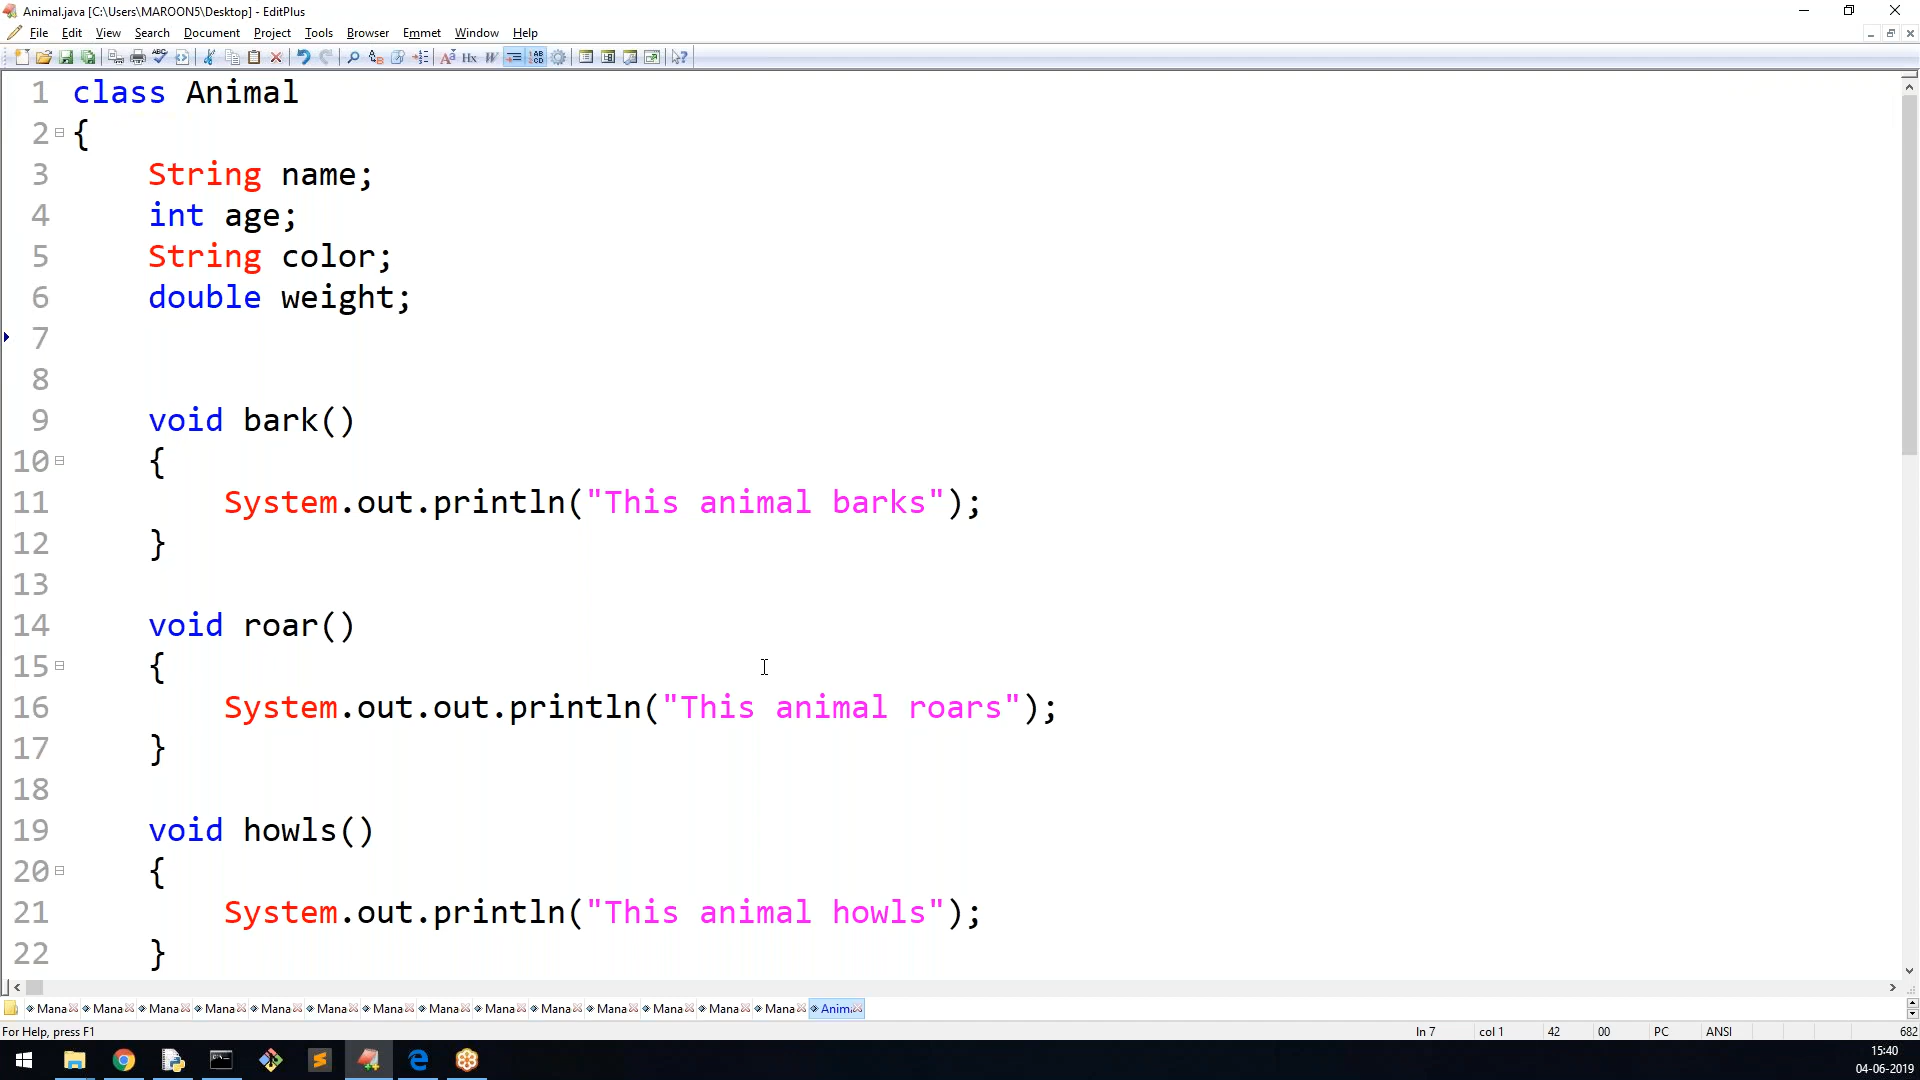 Animal.java [C:\Users\MAROON5\Desktop] - EditPlus
File Edit View Search Document Project Tools Browser Emmet Window Help
1 class Animal
2 {
3 String name;
4 int age;
5 String color;
6 double weight;
7
8
9 void bark()
10 {
11 System.out.println("This animal barks");
12 }
13
14 void roar()
15 {
16 System.out.out.println("This animal roars");
17 }
18
19 void howls()
20 {
21 System.out.println("This animal howls");
22 }
Mana Mana Mana Mana Mana Mana Mana Mana Mana Mana Mana Mana Mana Mana Anim
For Help, press F1 ln 7 col 1 42 00 PC ANSI 682
15:40
04-06-2019